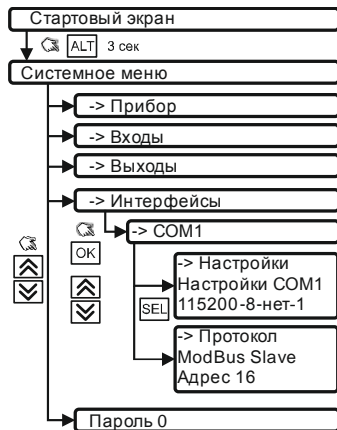 Стартовый экран
ALT 3 сек
Системное меню
-> Прибор
-> Входы
-> Выходы
-> Интерфейсы
-> COM1
OK
-> Настройки
Настройки COM1
115200-8-нет-1
SEL
-> Протокол
ModBus Slave
Адрес 16
Пароль 0